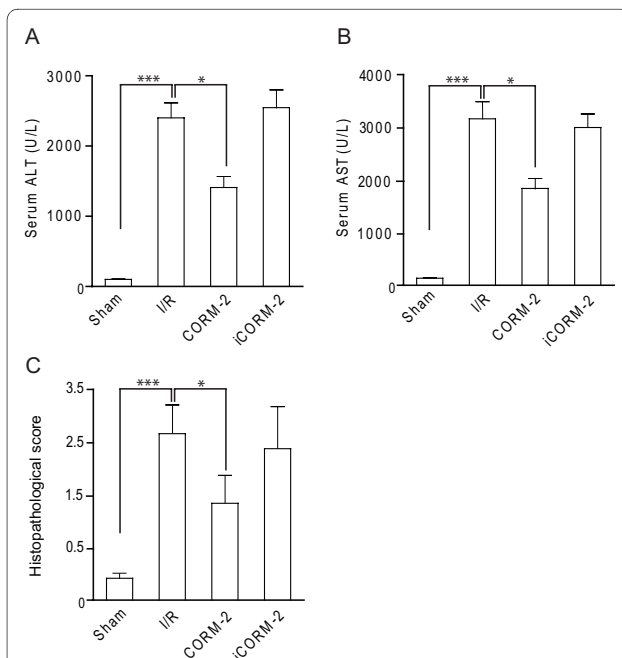 A
Serum ALT (U/L)
3000
2000
1000
0
***
*
Sham
I/R
CORM-2
iCORM-2
B
Serum AST (U/L)
4000
3000
2000
1000
0
***
*
Sham
I/R
CORM-2
iCORM-2
C
Histopathological score
3.5
2.5
1.5
0.5
0
***
*
Sham
I/R
CORM-2
iCORM-2